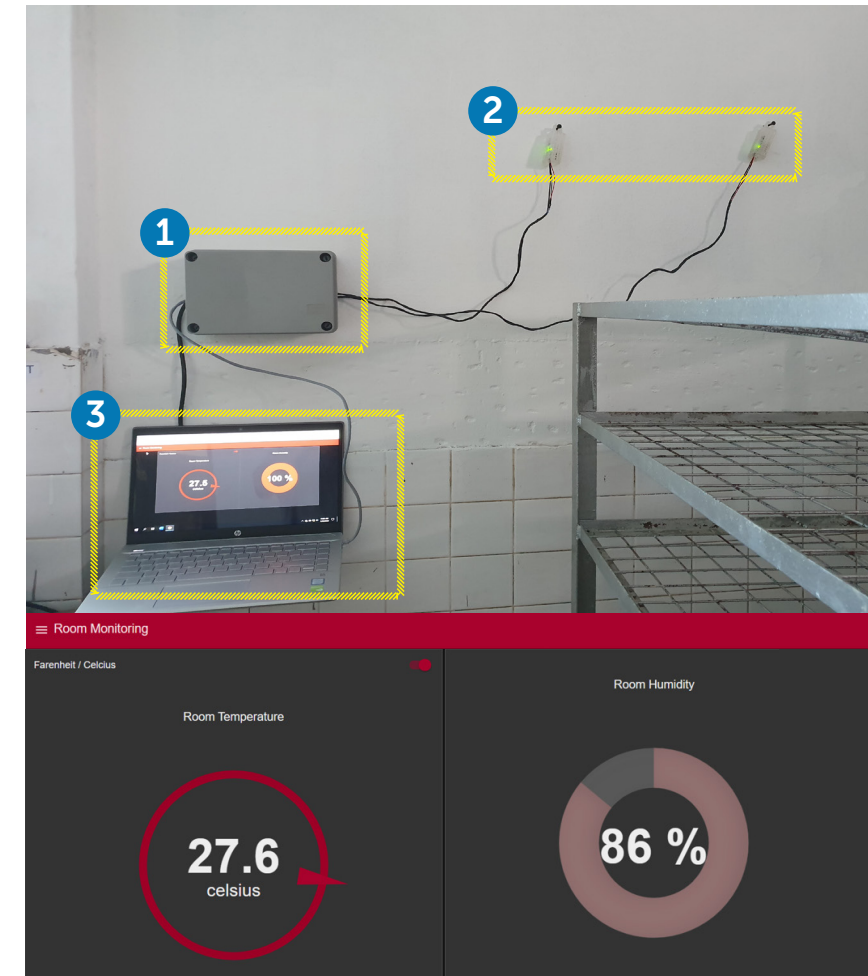 2
1
3
27.5
100 %
T
≡ Room Monitoring
Farenheit / Celcius
Room Temperature
Room Humidity
27.6
celsius
86 %